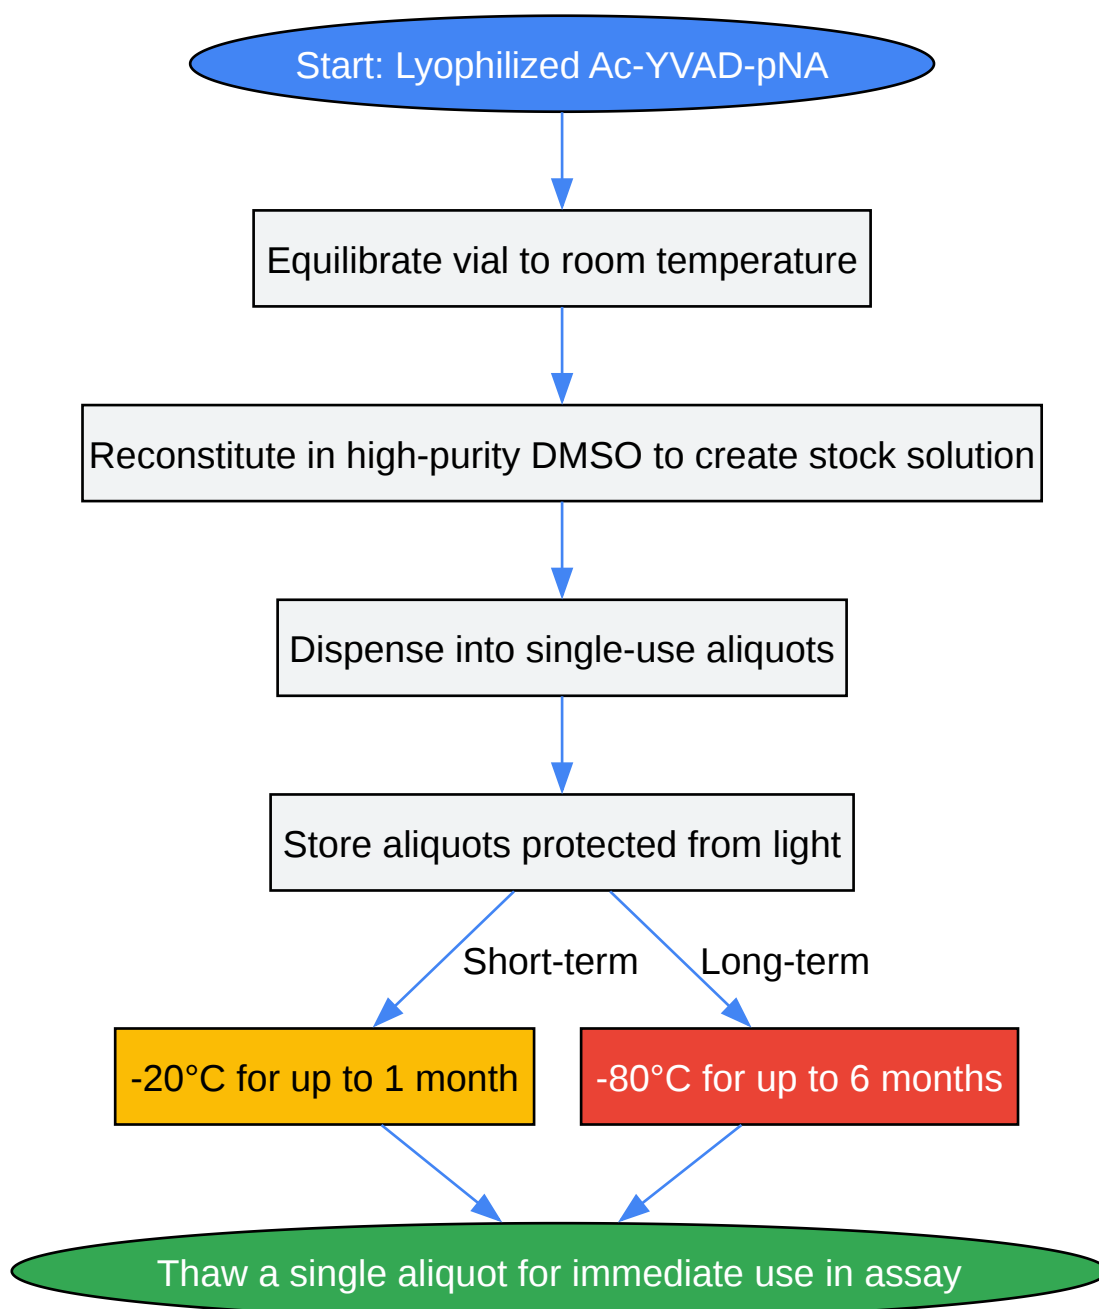 Start: Lyophilized Ac-YVAD-pNA
Equilibrate vial to room temperature
Reconstitute in high-purity DMSO to create stock solution
Dispense into single-use aliquots
Store aliquots protected from light
Short-term
Long-term
-20°C for up to 1 month
-80°C for up to 6 months
Thaw a single aliquot for immediate use in assay